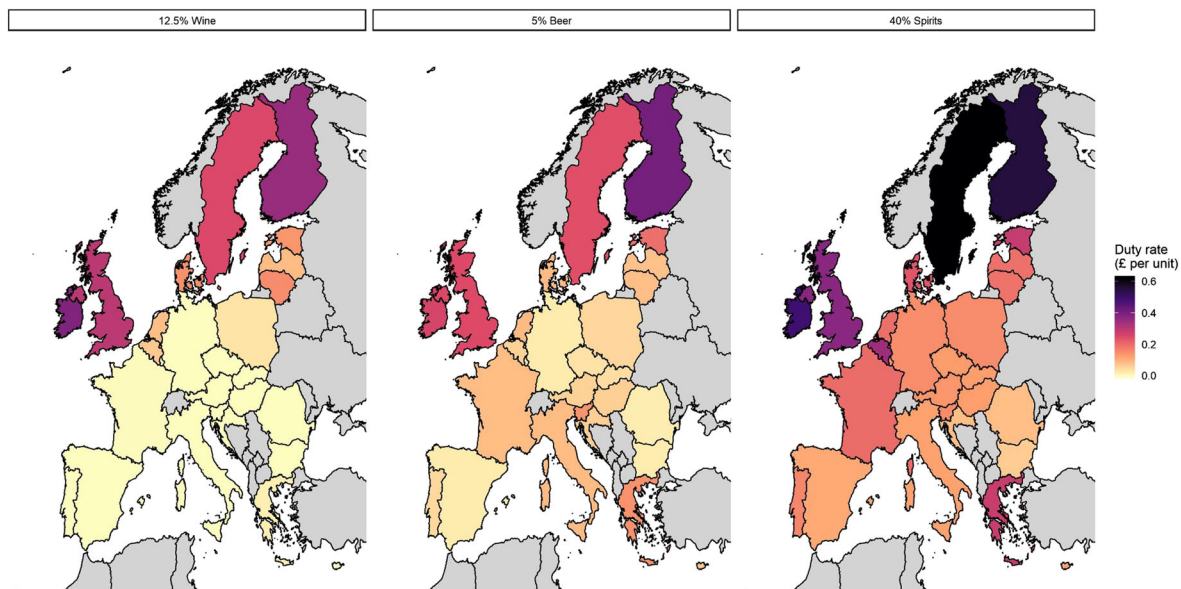 12.5% Wine
5% Beer
40% Spirits
Duty rate
(£ per unit)
0.6
0.4
0.2
0.0